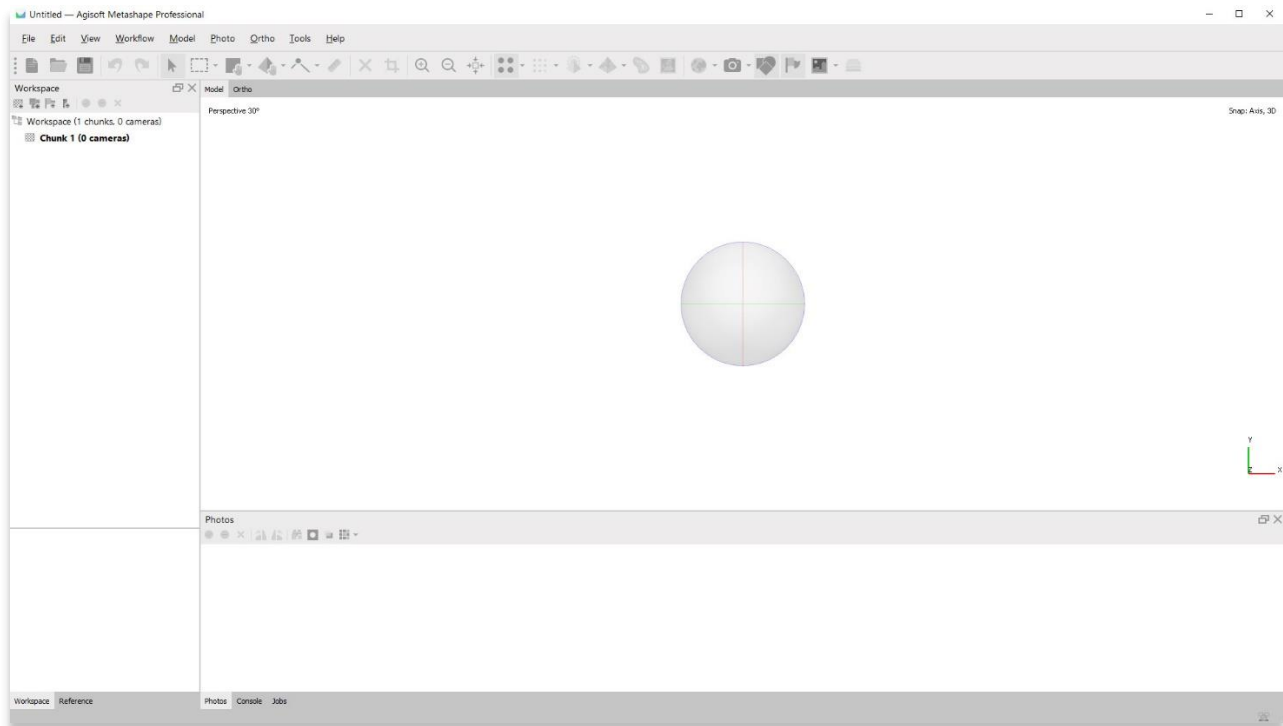 Untitled — Agisoft Metashape Professional
File Edit View Workflow Model Photo Ortho Tools Help
Workspace
Workspace (1 chunks, 0 cameras)
Chunk 1 (0 cameras)
Model Ortho
Perspective 30°
Snap: Axis, 3D
Y
Z X
Photos
Workspace Reference
Photos Console Jobs